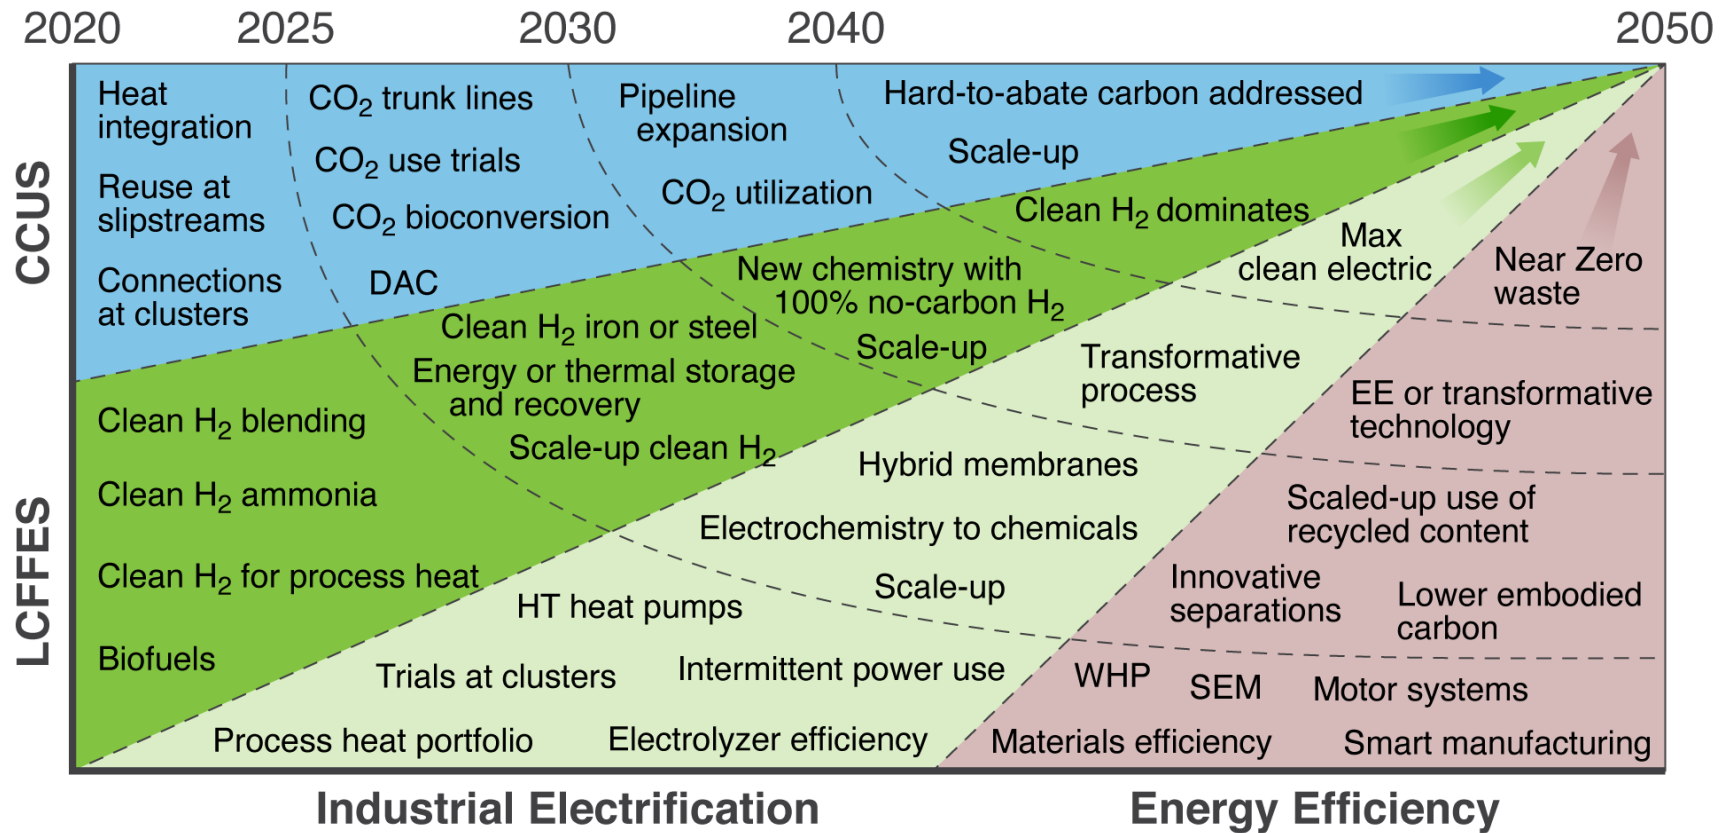 2020 2025 2030 2040 2050
CCUS
Heat
integration
Reuse at
slipstreams
Connections
at clusters
CO₂ trunk lines
CO₂ use trials
CO₂ bioconversion
DAC
Pipeline
expansion
CO₂ utilization
Hard-to-abate carbon addressed
Scale-up
LCFFES
Clean H₂ blending
Clean H₂ ammonia
Clean H₂ for process heat
Biofuels
Clean H₂ iron or steel
Energy or thermal storage
and recovery
Scale-up clean H₂
New chemistry with
100% no-carbon H₂
Scale-up
Clean H₂ dominates
Process heat portfolio
Trials at clusters
HT heat pumps
Intermittent power use
Electrolyzer efficiency
Hybrid membranes
Electrochemistry to chemicals
Scale-up
Transformative
process
Max
clean electric
Near Zero
waste
EE or transformative
technology
Scaled-up use of
recycled content
Innovative
separations
Lower embodied
carbon
WHP
SEM
Motor systems
Materials efficiency
Smart manufacturing
Industrial Electrification
Energy Efficiency